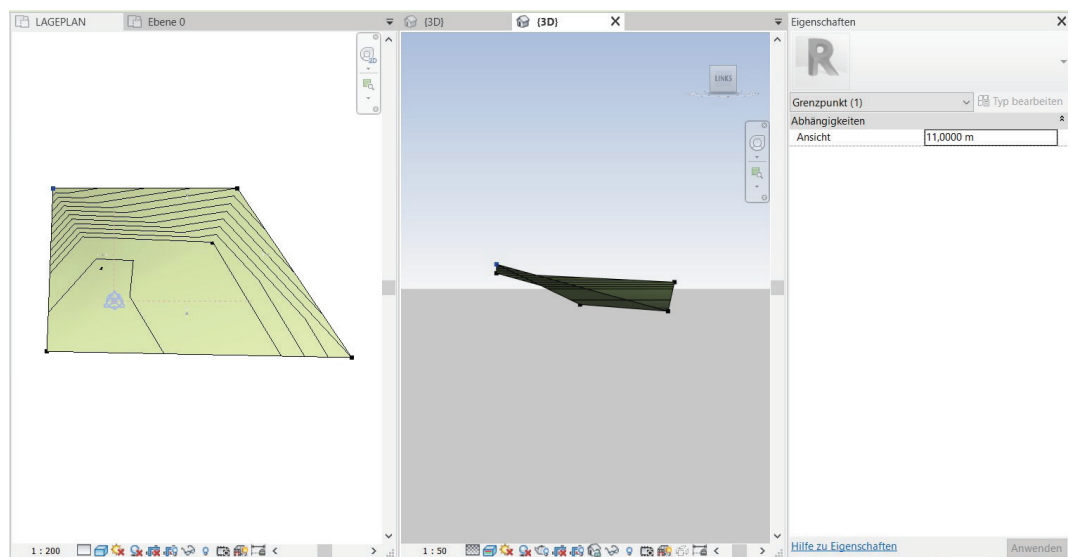 LAGEPLAN
Ebene 0
{3D}
{3D}
X
Eigenschaften
X
2D
LINKS
R
Grenzpunkt (1)
Typ bearbeiten
Abhängigkeiten
Ansicht
11,0000 m
1 : 200
1 : 50
Hilfe zu Eigenschaften
Anwenden